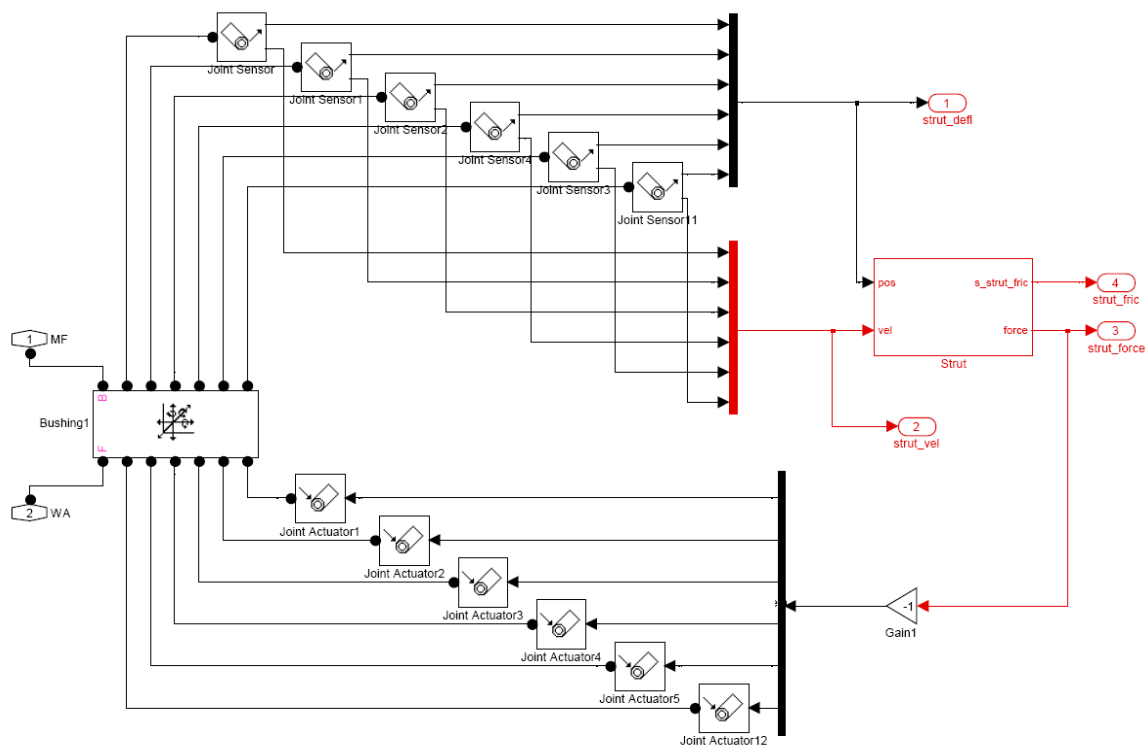 Joint Sensor
Joint Sensor1
Joint Sensor2
Joint Sensor4
Joint Sensor3
Joint Sensor11
1
strut_defl
pos
vel
s_strut_fric
force
Strut
4
strut_fric
3
strut_force
2
strut_vel
1
MF
B
Bushing1
F
2
WA
Joint Actuator1
Joint Actuator2
Joint Actuator3
Joint Actuator4
Joint Actuator5
Joint Actuator12
-1
Gain1